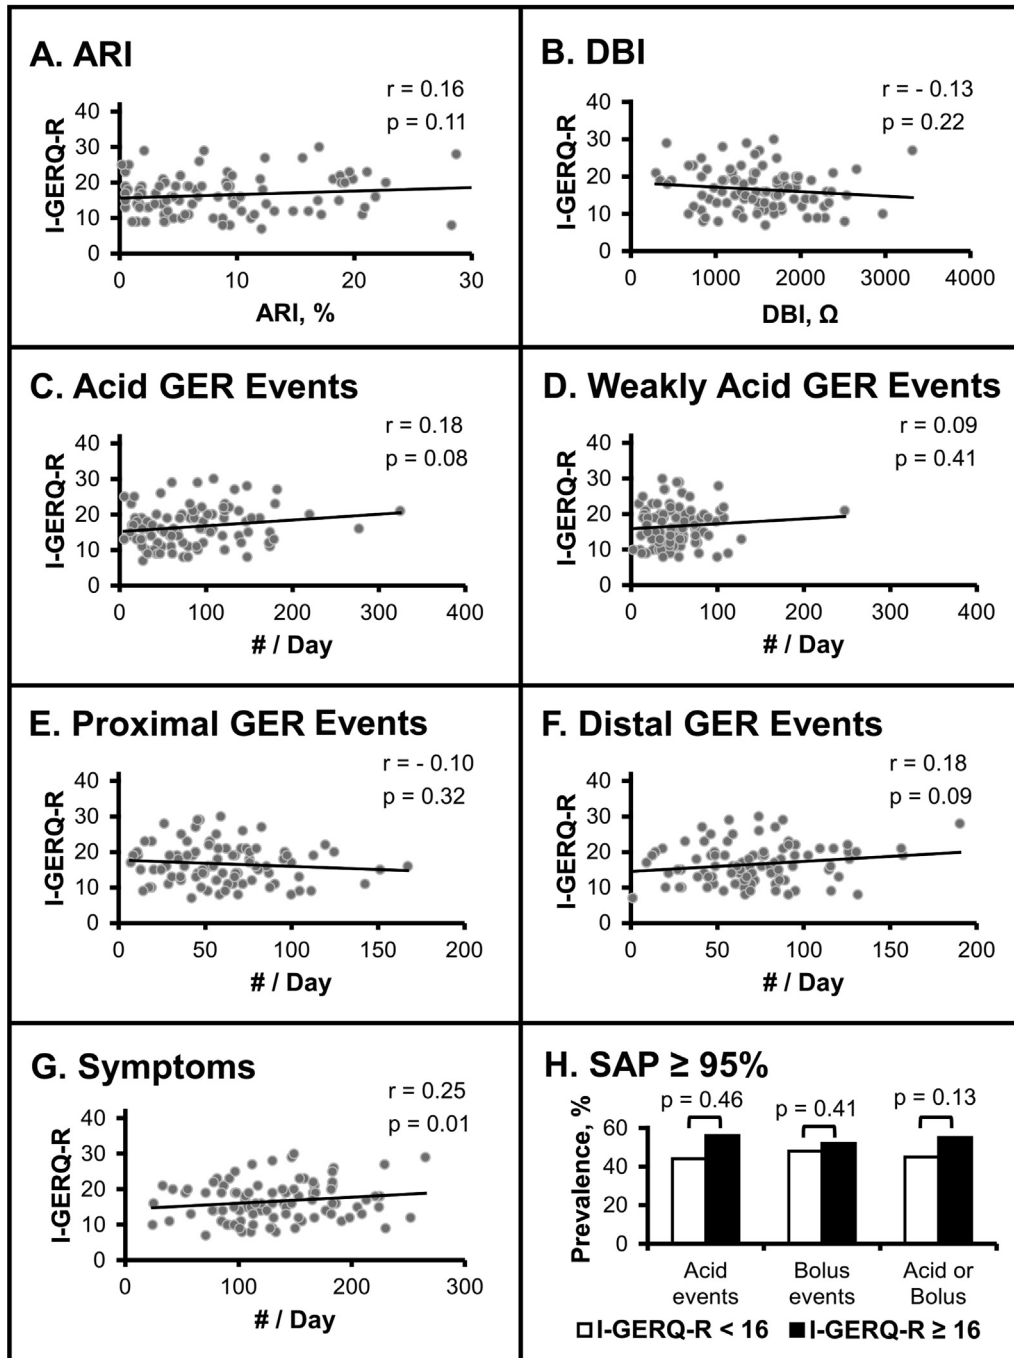 A. ARI
r = 0.16
p = 0.11
I-GERQ-R
40
30
20
10
0
0 10 20 30
ARI, %
B. DBI
r = - 0.13
p = 0.22
I-GERQ-R
40
30
20
10
0
0 1000 2000 3000 4000
DBI, Ω
C. Acid GER Events
r = 0.18
p = 0.08
I-GERQ-R
40
30
20
10
0
0 100 200 300 400
# / Day
D. Weakly Acid GER Events
r = 0.09
p = 0.41
I-GERQ-R
40
30
20
10
0
0 100 200 300 400
# / Day
E. Proximal GER Events
r = - 0.10
p = 0.32
I-GERQ-R
40
30
20
10
0
0 50 100 150 200
# / Day
F. Distal GER Events
r = 0.18
p = 0.09
I-GERQ-R
40
30
20
10
0
0 50 100 150 200
# / Day
G. Symptoms
r = 0.25
p = 0.01
I-GERQ-R
40
30
20
10
0
0 100 200 300
# / Day
H. SAP ≥ 95%
p = 0.46 p = 0.41 p = 0.13
Prevalence, %
60
40
20
0
Acid Bolus Acid or
events events Bolus
I-GERQ-R < 16 I-GERQ-R ≥ 16